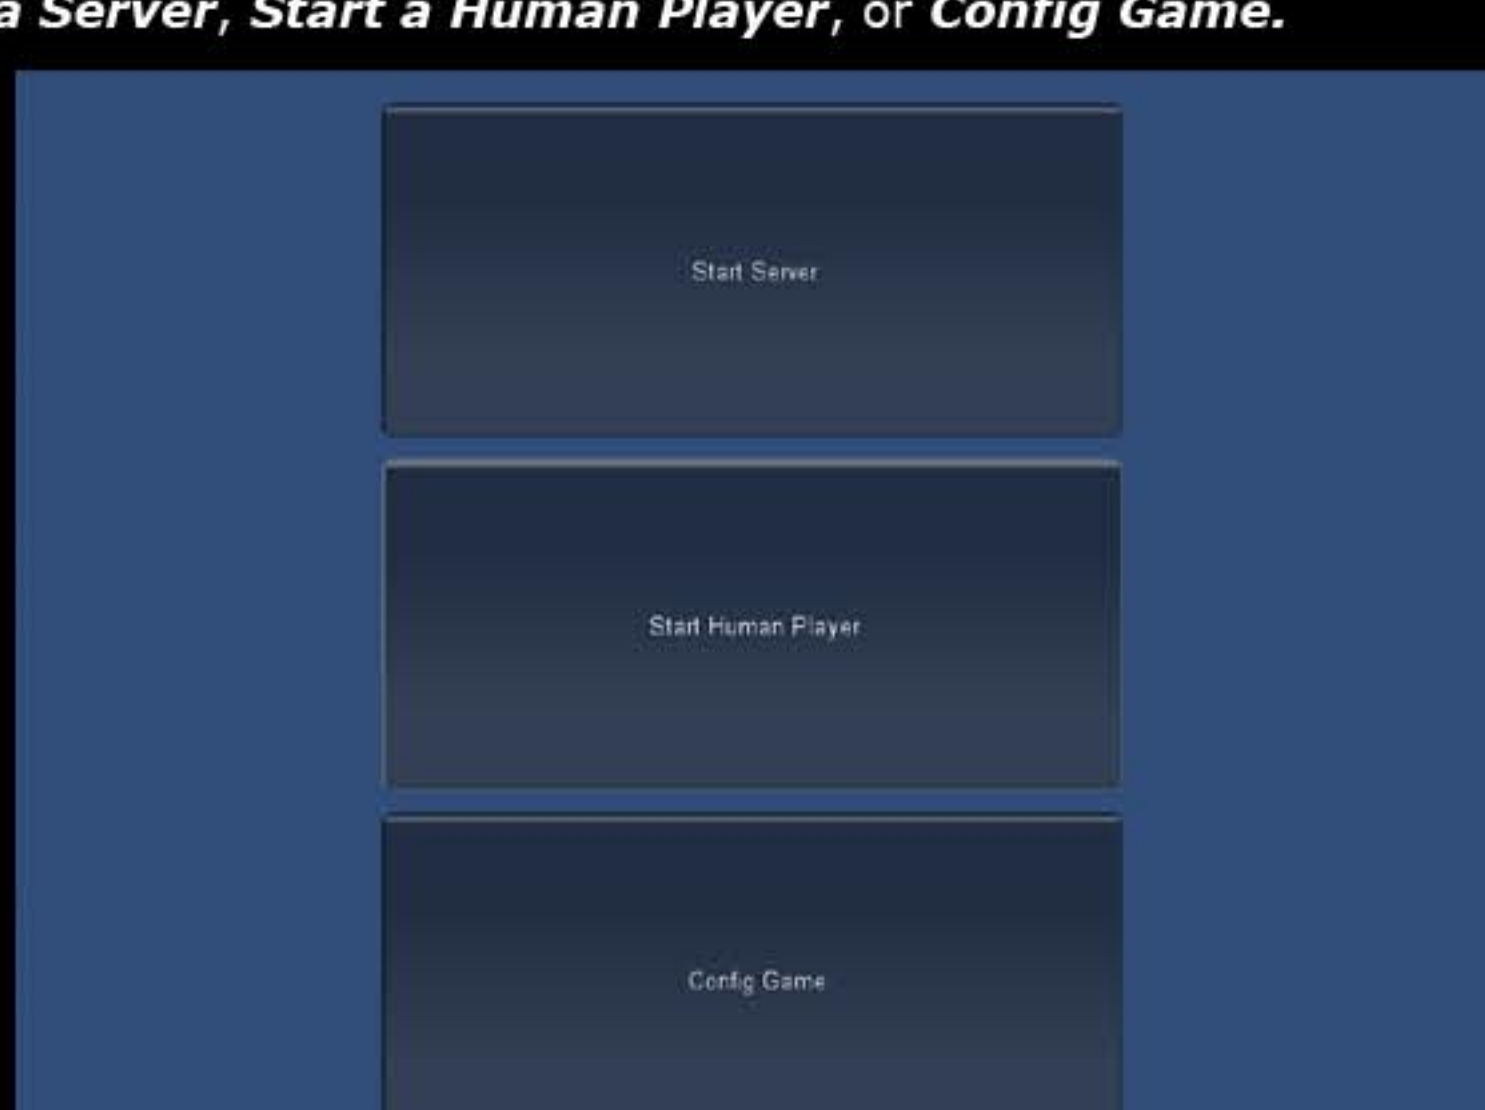 a Server, Start a Human Player, or Config Game.
Start Server
Start Human Player
Config Game